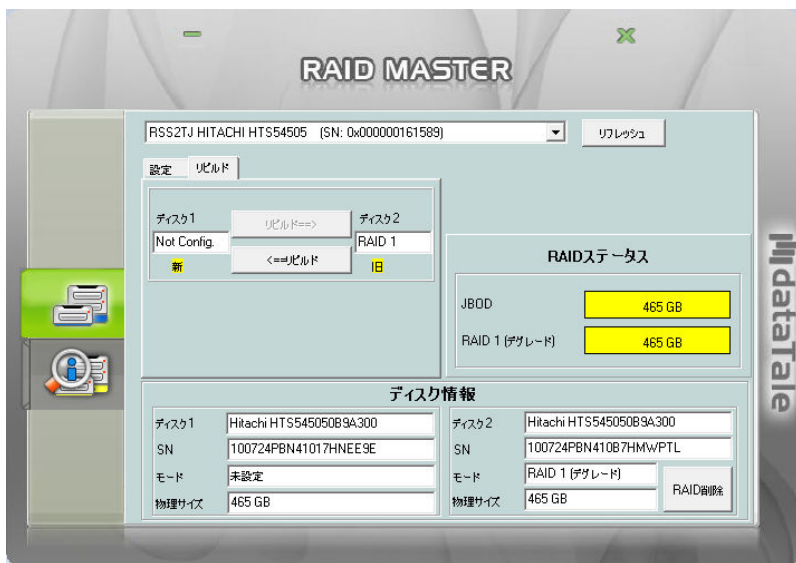 RAID MASTER
RSS2TJ HITACHI HTS54505 (SN: 0x000000161589)
リフレッシュ
設定 リビルド
ディスク1 リビルド==> ディスク2
Not Config. RAID 1
新 <==リビルド 旧
RAIDステータス
JBOD 465 GB
RAID 1 (デグレード) 465 GB
dataTale
ディスク情報
ディスク1 Hitachi HTS545050B9A300
SN 100724PBN41017HNEE9E
モード 未設定
物理サイズ 465 GB
ディスク2 Hitachi HTS545050B9A300
SN 100724PBN410B7HMWPTL
モード RAID 1 (デグレード)
物理サイズ 465 GB
RAID削除